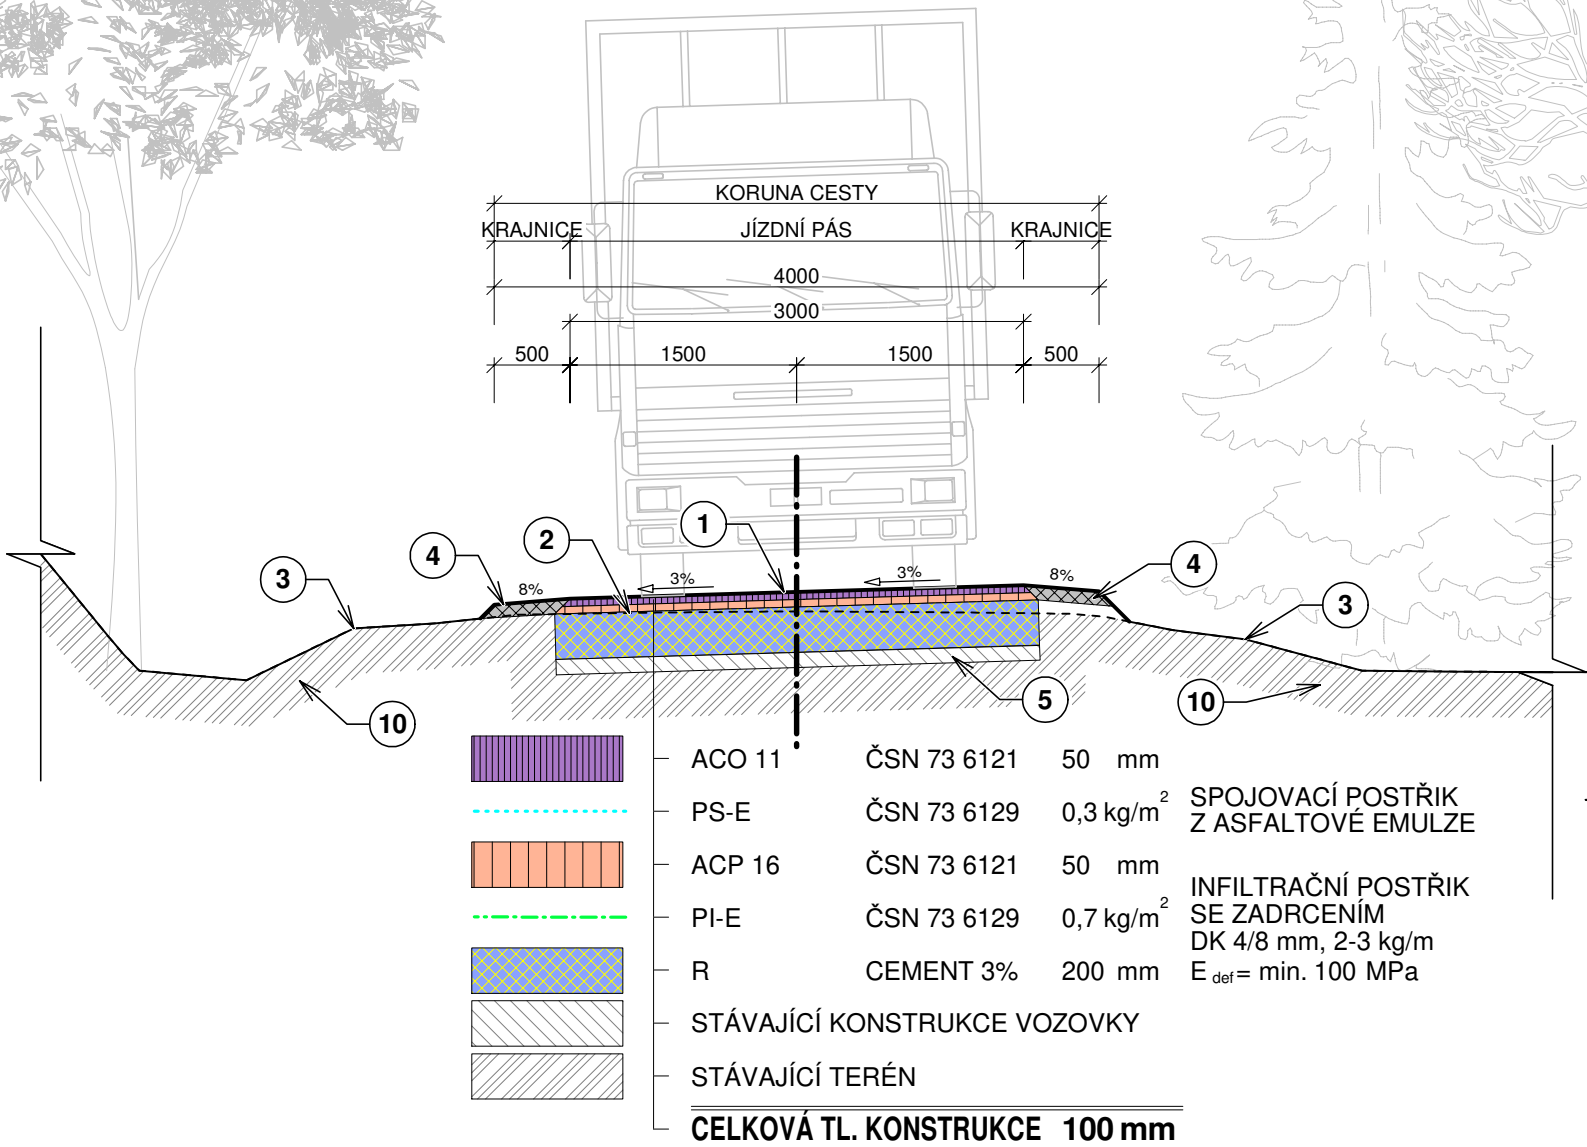 KORUNA CESTY
KRAJNICE JÍZDNÍ PÁS KRAJNICE
4000
3000
500 1500 1500 500
1
2
4
4
3
3
8% 3% 3% 8%
5
10
10
ACO 11 ČSN 73 6121 50 mm
PS-E ČSN 73 6129 0,3 kg/m²
SPOJOVACÍ POSTŘIK
Z ASFALTOVÉ EMULZE
ACP 16 ČSN 73 6121 50 mm
PI-E ČSN 73 6129 0,7 kg/m²
INFILTRAČNÍ POSTŘIK
SE ZADRCENÍM
DK 4/8 mm, 2-3 kg/m
R CEMENT 3% 200 mm
E def = min. 100 MPa
STÁVAJÍCÍ KONSTRUKCE VOZOVKY
STÁVAJÍCÍ TERÉN
CELKOVÁ TL. KONSTRUKCE 100 mm